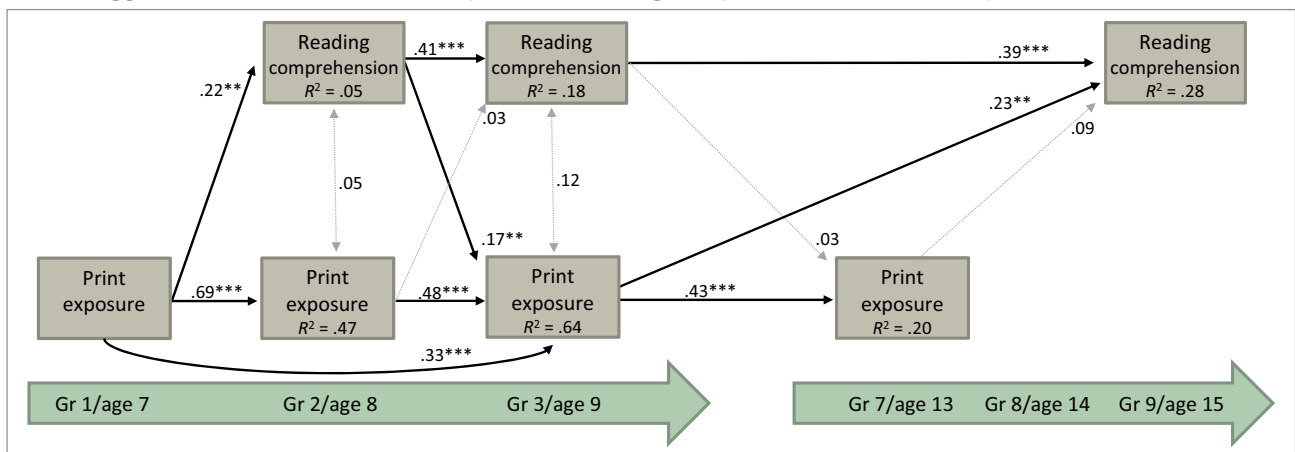 Reading
comprehension
R² = .05
Reading
comprehension
R² = .18
Reading
comprehension
R² = .28
.41***
.39***
.22**
.03
.23**
.09
.05
.12
.17**
.03
Print
exposure
Print
exposure
R² = .47
Print
exposure
R² = .64
Print
exposure
R² = .20
.69***
.48***
.43***
.33***
Gr 1/age 7
Gr 2/age 8
Gr 3/age 9
Gr 7/age 13
Gr 8/age 14
Gr 9/age 15